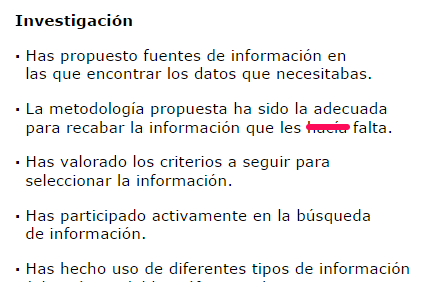 Investigación
· Has propuesto fuentes de información en
las que encontrar los datos que necesitabas.
· La metodología propuesta ha sido la adecuada
para recabar la información que les hacía falta.
· Has valorado los criterios a seguir para
seleccionar la información.
· Has participado activamente en la búsqueda
de información.
· Has hecho uso de diferentes tipos de información